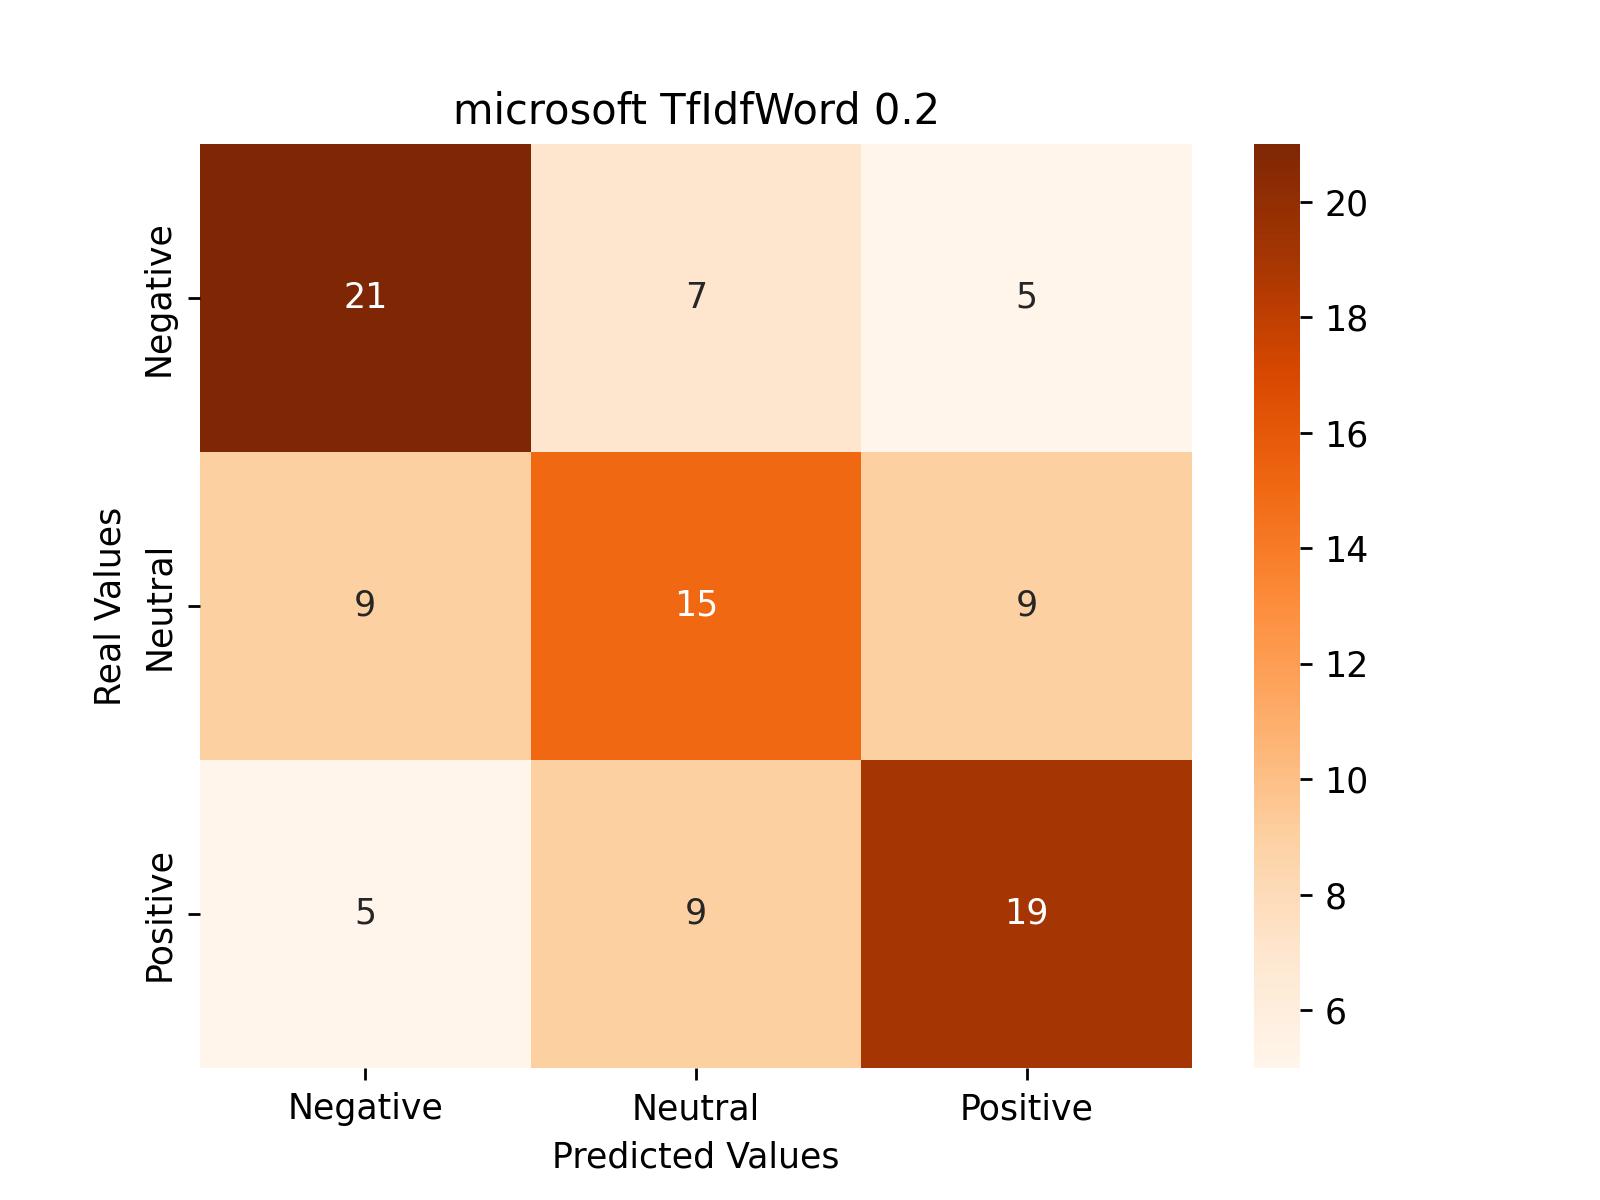 microsoft TfIdfWord 0.2
Real Values
Negative
21
7
5
Neutral
9
15
9
Positive
5
9
19
Negative
Neutral
Positive
Predicted Values
20
18
16
14
12
10
8
6